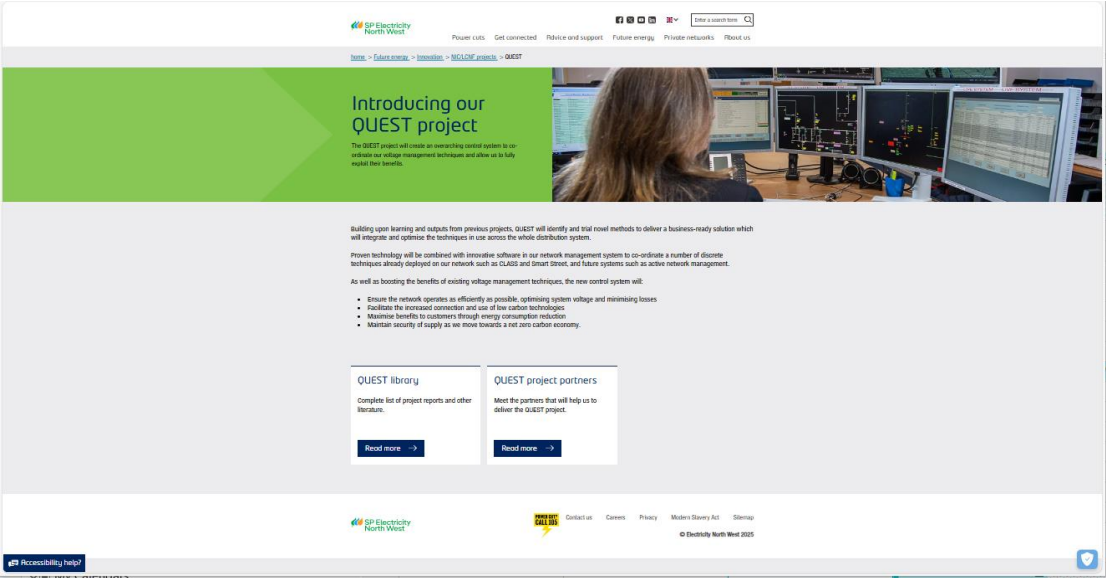 SP Electricity
North West
Enter a search term
Power cuts Get connected Advice and support Future energy Private networks About us
home > Future energy > Innovation > NIC/LCNF projects > QUEST
Introducing our
QUEST project
The QUEST project will create an overarching control system to co-
ordinate our voltage management techniques and allow us to fully
exploit their benefits.
Building upon learning and outputs from previous projects, QUEST will identify and trial novel methods to deliver a business-ready solution which
will integrate and optimise the techniques in use across the whole distribution system.
Proven technology will be combined with innovative software in our network management system to co-ordinate a number of discrete
techniques already deployed on our network such as CLASS and Smart Street, and future systems such as active network management.
As well as boosting the benefits of existing voltage management techniques, the new control system will:
• Ensure the network operates as efficiently as possible, optimising system voltage and minimising losses
• Facilitate the increased connection and use of low carbon technologies
• Maximise benefits to customers through energy consumption reduction
• Maintain security of supply as we move towards a net zero carbon economy.
QUEST library
Complete list of project reports and other
literature.
Read more →
QUEST project partners
Meet the partners that will help us to
deliver the QUEST project.
Read more →
SP Electricity
North West
POWER CUT?
CALL 105
Contact us Careers Privacy Modern Slavery Act Sitemap
© Electricity North West 2025
Accessibility help?